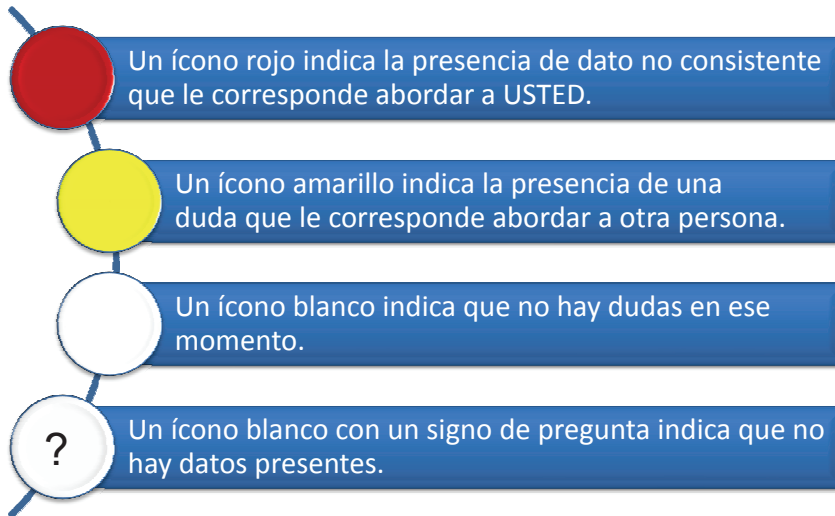 Un ícono rojo indica la presencia de dato no consistente
que le corresponde abordar a USTED.
Un ícono amarillo indica la presencia de una
duda que le corresponde abordar a otra persona.
Un ícono blanco indica que no hay dudas en ese
momento.
?
Un ícono blanco con un signo de pregunta indica que no
hay datos presentes.